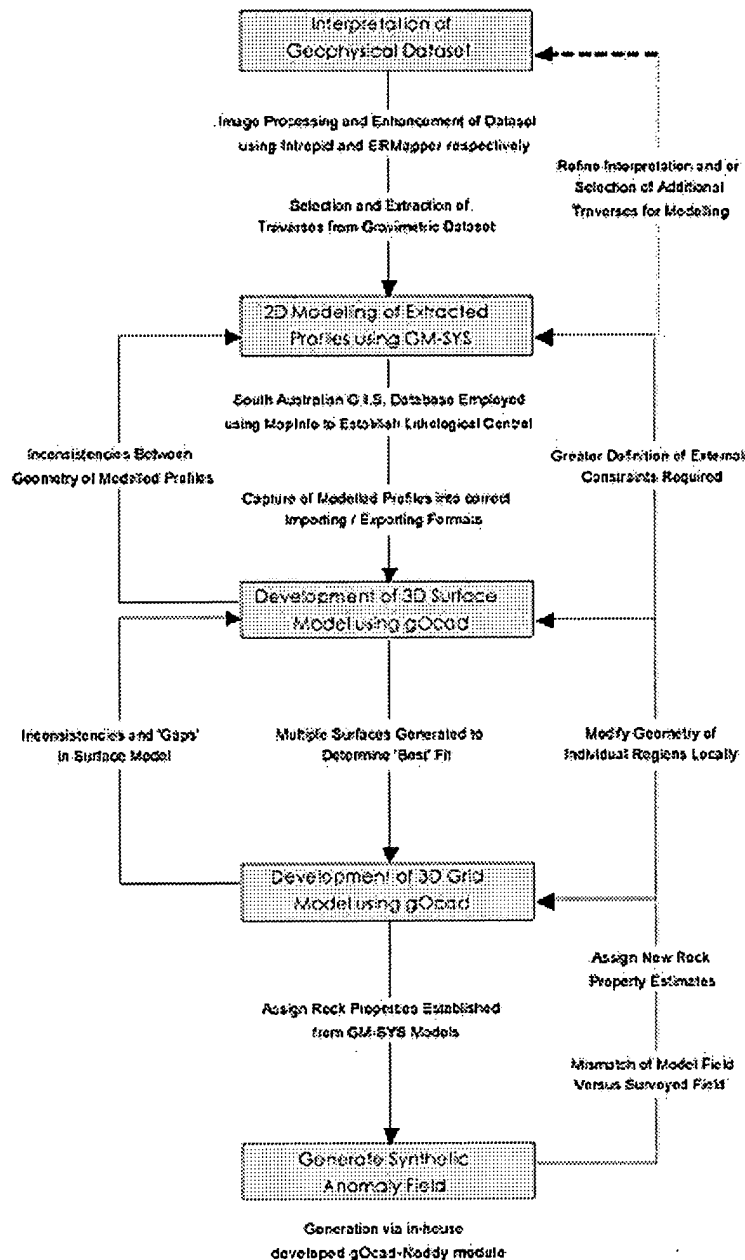 Interpretation of
Geophysical Dataset
Image Processing and Enhancement of Dataset
using Intrepid and ERMapper respectively
Refine Interpretation and or
Selection of Additional
Traverses for Modelling
Selection and Extraction of
Traverses from Gravimetric Dataset
2D Modelling of Extracted
Profiles using GM-SYS
South Australian G.I.S. Database Employed
using MapInfo to Establish Lithological Control
Inconsistencies Between
Geometry of Modelled Profiles
Greater Definition of External
Constraints Required
Capture of Modelled Profiles into correct
Importing / Exporting Formats
Development of 3D Surface
Model using gOcad
Inconsistencies and 'Gaps'
in Surface Model
Multiple Surfaces Generated to
Determine 'Best' Fit
Modify Geometry of
Individual Regions Locally
Development of 3D Grid
Model using gOcad
Assign New Rock
Property Estimates
Assign Rock Properties Established
from GM-SYS Models
Mismatch of Model Field
Versus Surveyed Field
Generate Synthetic
Anomaly Field
Generation via in-house
developed gOcad-Noddy module